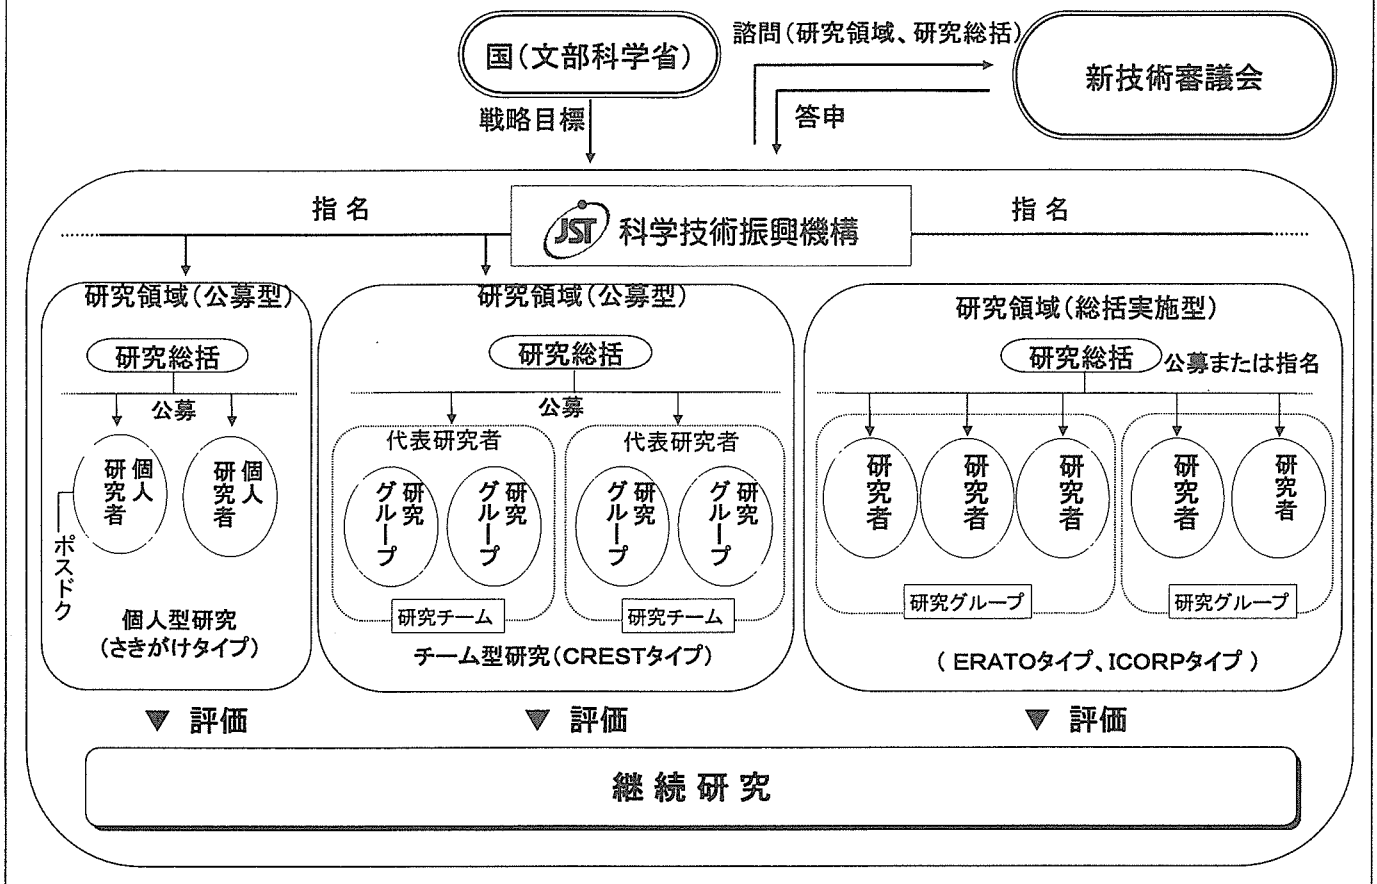 国(文部科学省)
諮問(研究領域、研究総括)
新技術審議会
戦略目標
答申
指名
JST 科学技術振興機構
指名
研究領域(公募型)
研究総括
公募
個人
研究者
個人
研究者
ポスドク
個人型研究
(さきがけタイプ)
研究領域(公募型)
研究総括
公募
代表研究者
研究
グループ
研究
グループ
研究チーム
代表研究者
研究
グループ
研究
グループ
研究チーム
チーム型研究(CRESTタイプ)
研究領域(総括実施型)
研究総括
公募または指名
研究者
研究者
研究者
研究グループ
研究者
研究者
研究グループ
( ERATOタイプ、ICORPタイプ )
▼ 評価
▼ 評価
▼ 評価
継続研究